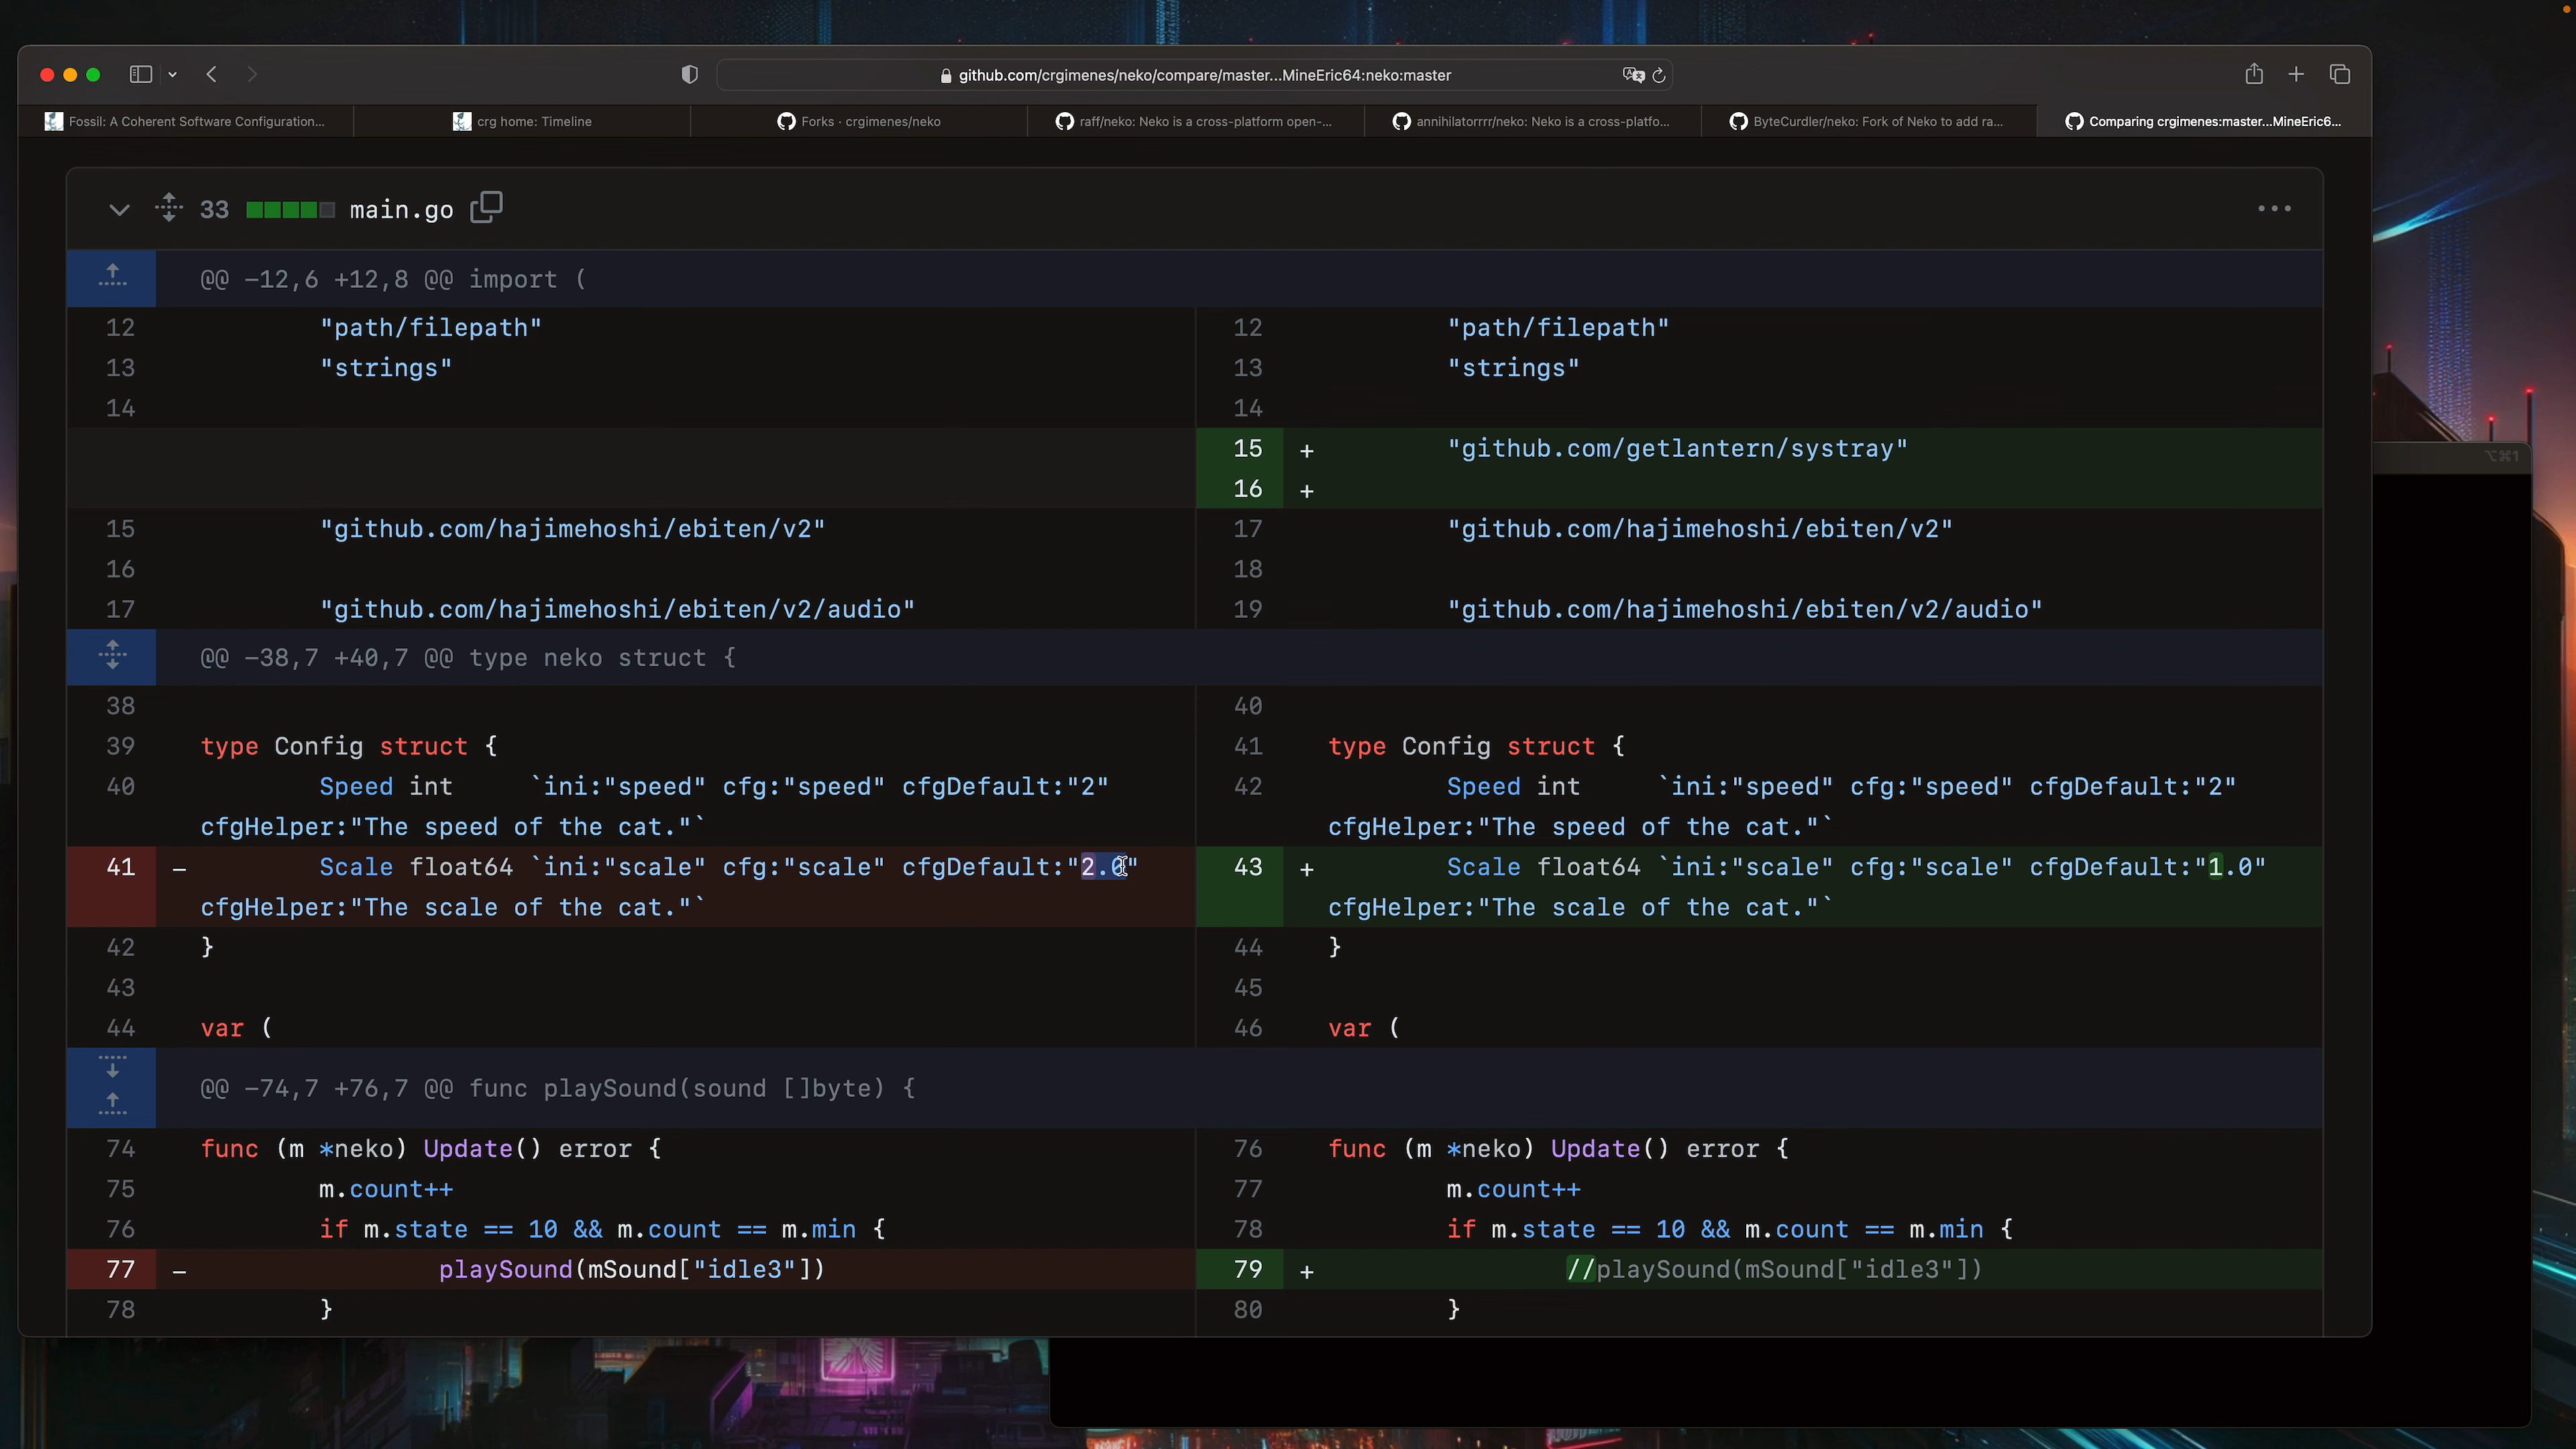 github.com/crgimenes/neko/compare/master...MineEric64:neko:master
Fossil: A Coherent Software Configuration...
crg home: Timeline
Forks · crgimenes/neko
raff/neko: Neko is a cross-platform open-...
annihilatorrrr/neko: Neko is a cross-platfo...
ByteCurdler/neko: Fork of Neko to add ra...
Comparing crgimenes:master...MineEric6...
33 main.go
@@ -12,6 +12,8 @@ import (
12 "path/filepath" 12 "path/filepath"
13 "strings" 13 "strings"
14 14
15 + "github.com/getlantern/systray"
16 +
15 "github.com/hajimehoshi/ebiten/v2" 17 "github.com/hajimehoshi/ebiten/v2"
16 18
17 "github.com/hajimehoshi/ebiten/v2/audio" 19 "github.com/hajimehoshi/ebiten/v2/audio"
@@ -38,7 +40,7 @@ type neko struct {
38 40
39 type Config struct { 41 type Config struct {
40 Speed int `ini:"speed" cfg:"speed" cfgDefault:"2" 42 Speed int `ini:"speed" cfg:"speed" cfgDefault:"2"
cfgHelper:"The speed of the cat."` cfgHelper:"The speed of the cat."`
41 - Scale float64 `ini:"scale" cfg:"scale" cfgDefault:"2.0" 43 + Scale float64 `ini:"scale" cfg:"scale" cfgDefault:"1.0"
cfgHelper:"The scale of the cat."` cfgHelper:"The scale of the cat."`
42 } 44 }
43 45
44 var ( 46 var (
@@ -74,7 +76,7 @@ func playSound(sound []byte) {
74 func (m *neko) Update() error { 76 func (m *neko) Update() error {
75 m.count++ 77 m.count++
76 if m.state == 10 && m.count == m.min { 78 if m.state == 10 && m.count == m.min {
77 - playSound(mSound["idle3"]) 79 + //playSound(mSound["idle3"])
78 } 80 }
⌥⌘1